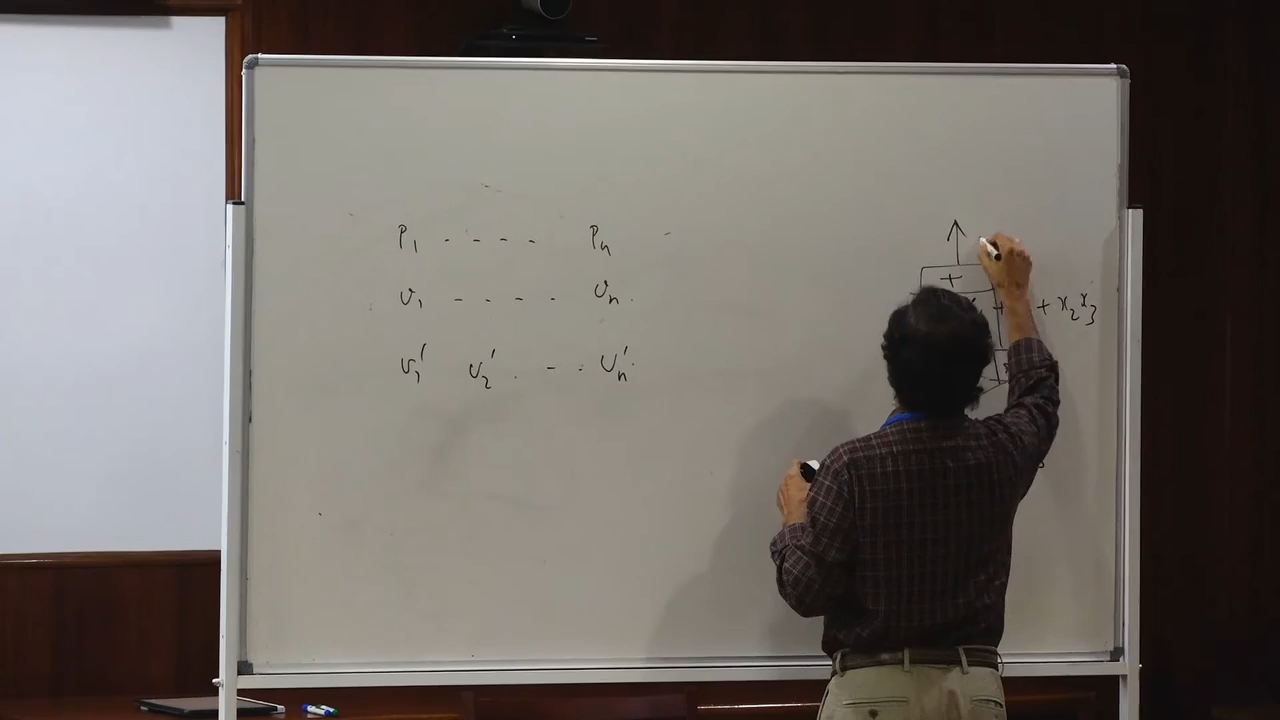 P₁ - - - - Pₙ
v₁ - - - - vₙ.
v₁' v₂' . - . vₙ'.
+
+ x₂x₃